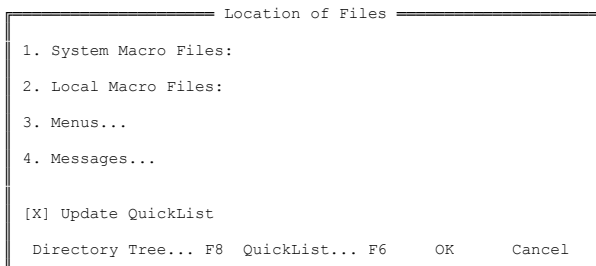 Location of Files
1. System Macro Files:
2. Local Macro Files:
3. Menus...
4. Messages...
[X] Update QuickList
Directory Tree... F8 QuickList... F6 OK Cancel